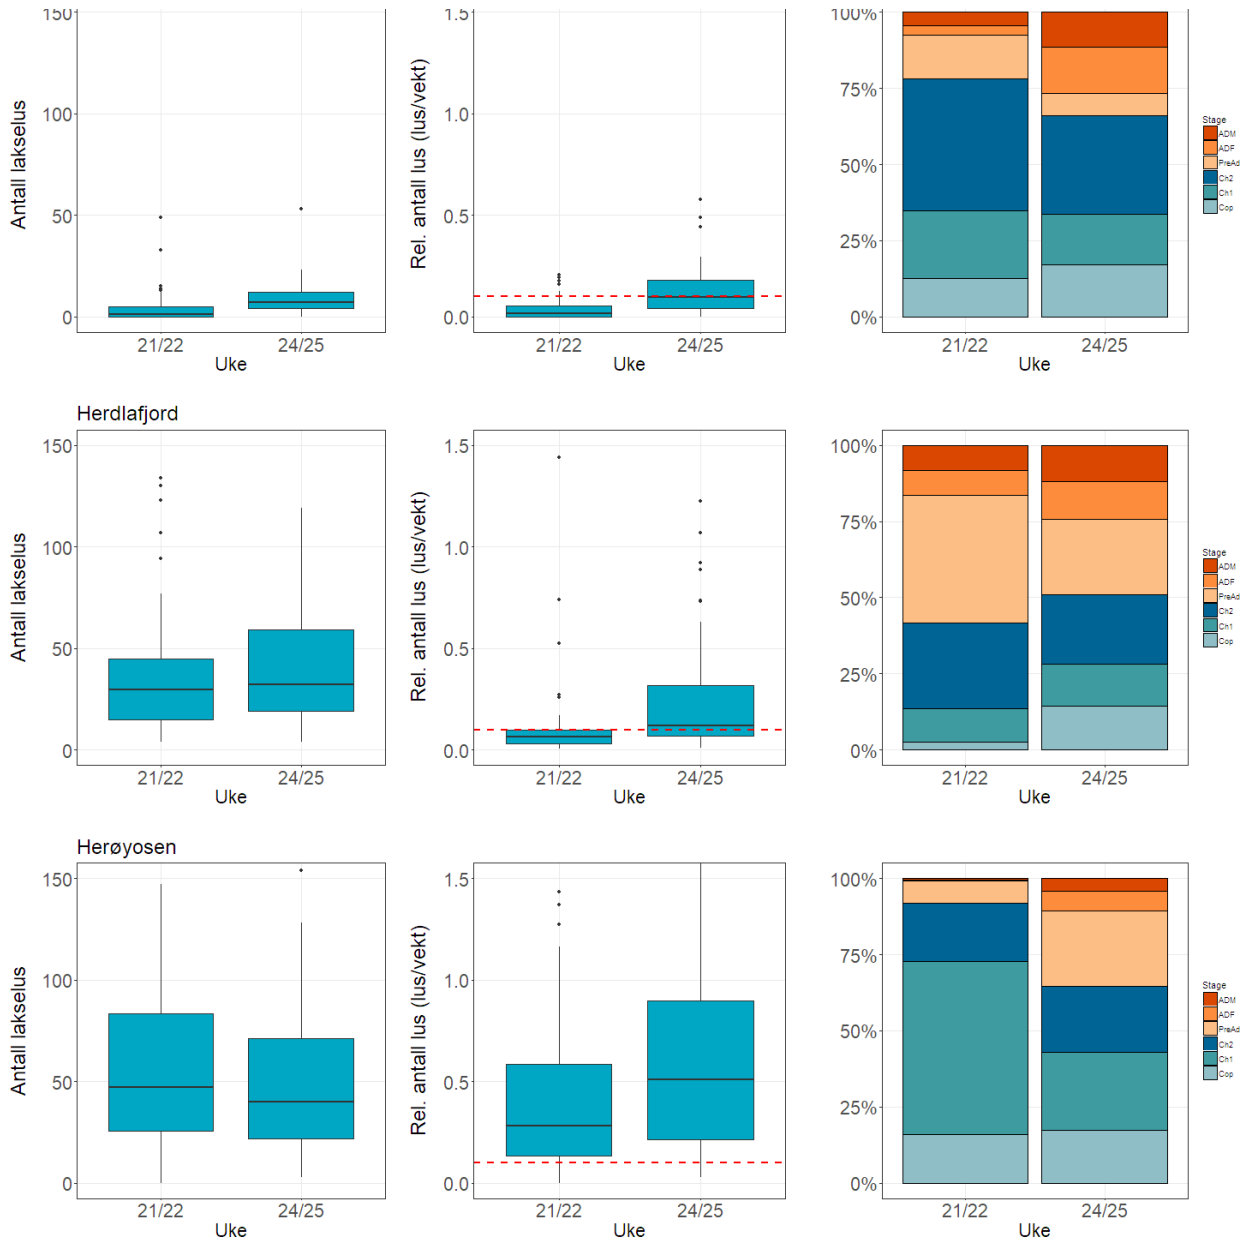 150
100
50
0
Antall lakselus
21/22 24/25
Uke
1.5
1.0
0.5
0.0
Rel. antall lus (lus/vekt)
21/22 24/25
Uke
100%
75%
50%
25%
0%
21/22 24/25
Uke
Stage
ADM
ADF
PreAd
Ch2
Ch1
Cop
Herdlafjord
150
100
50
0
Antall lakselus
21/22 24/25
Uke
1.5
1.0
0.5
0.0
Rel. antall lus (lus/vekt)
21/22 24/25
Uke
100%
75%
50%
25%
0%
21/22 24/25
Uke
Stage
ADM
ADF
PreAd
Ch2
Ch1
Cop
Herøyosen
150
100
50
0
Antall lakselus
21/22 24/25
Uke
1.5
1.0
0.5
0.0
Rel. antall lus (lus/vekt)
21/22 24/25
Uke
100%
75%
50%
25%
0%
21/22 24/25
Uke
Stage
ADM
ADF
PreAd
Ch2
Ch1
Cop